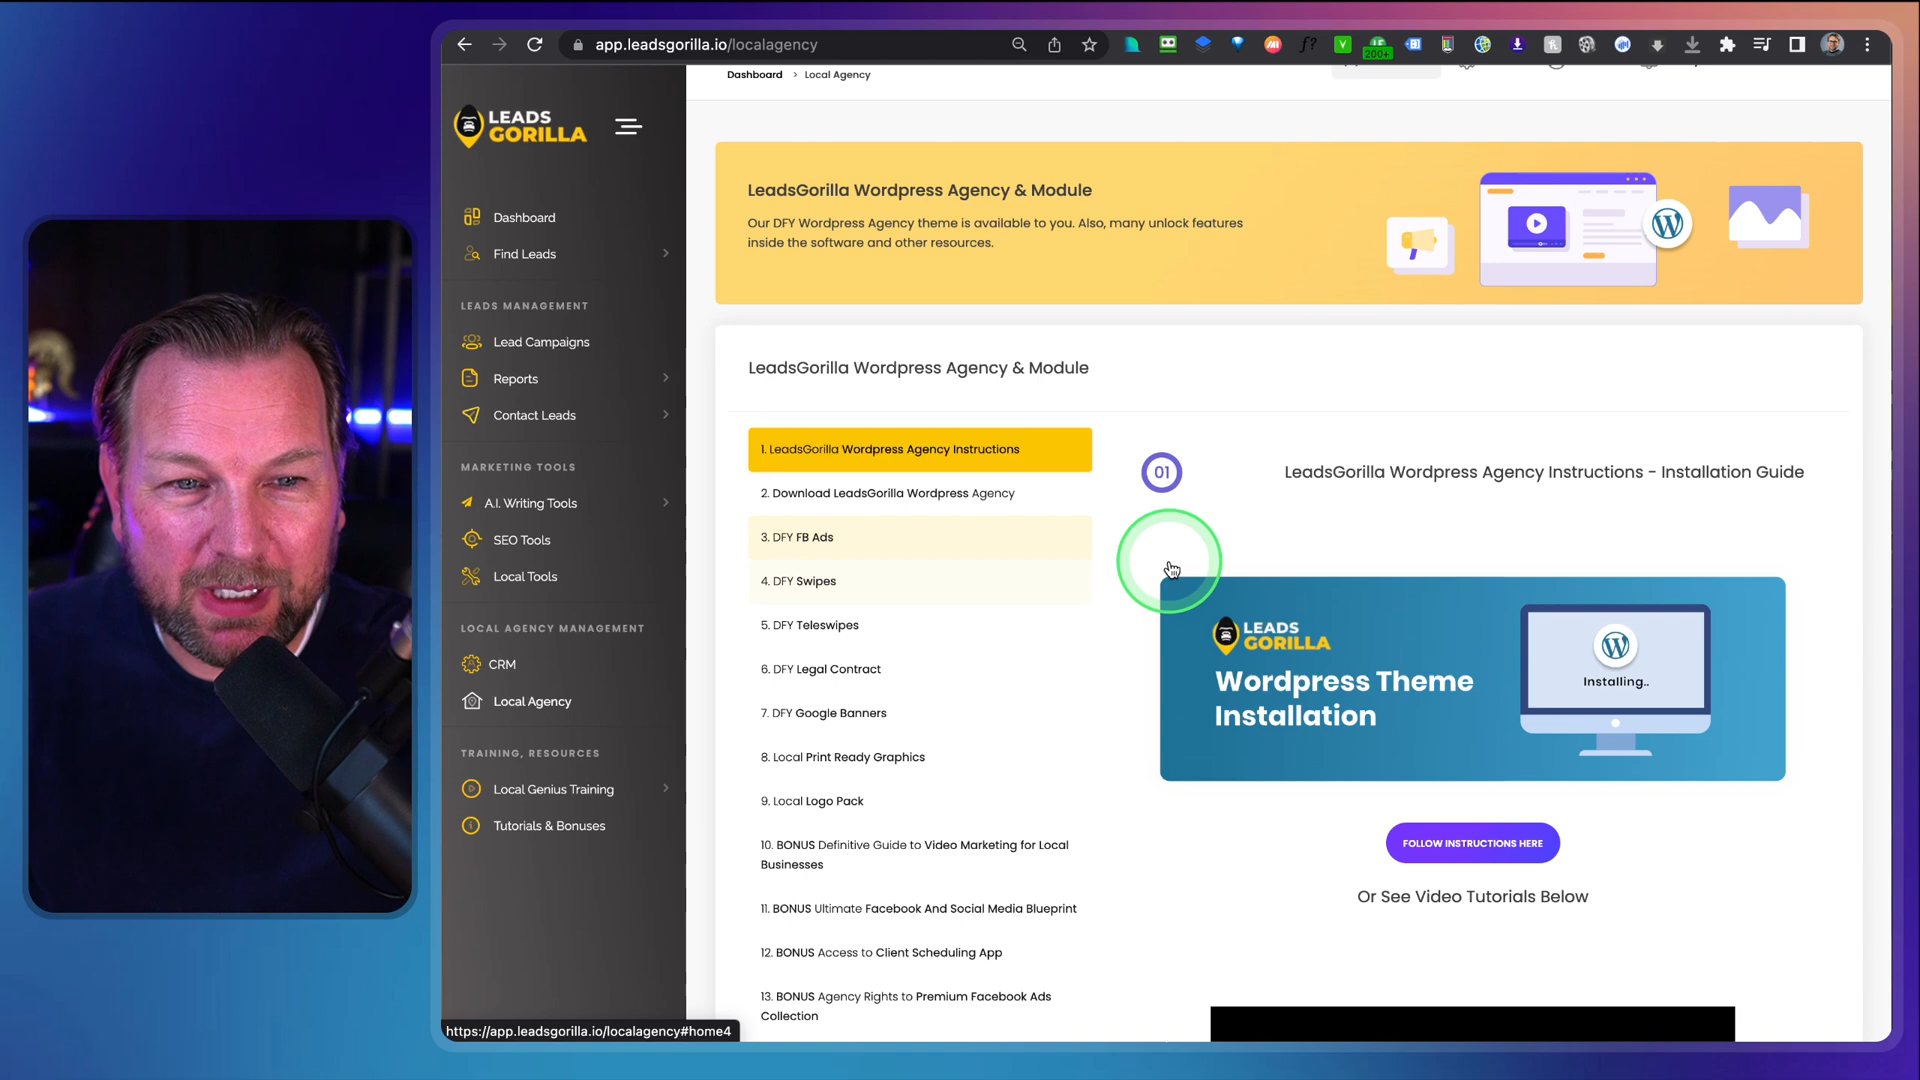 app.leadsgorilla.io/localagency
200+
Dashboard > Local Agency
LEADS
GORILLA
Dashboard
Find Leads
LEADS MANAGEMENT
Lead Campaigns
Reports
Contact Leads
MARKETING TOOLS
A.I. Writing Tools
SEO Tools
Local Tools
LOCAL AGENCY MANAGEMENT
CRM
Local Agency
TRAINING, RESOURCES
Local Genius Training
Tutorials & Bonuses
LeadsGorilla Wordpress Agency & Module
Our DFY Wordpress Agency theme is available to you. Also, many unlock features
inside the software and other resources.
LeadsGorilla Wordpress Agency & Module
1. LeadsGorilla Wordpress Agency Instructions
2. Download LeadsGorilla Wordpress Agency
3. DFY FB Ads
4. DFY Swipes
5. DFY Teleswipes
6. DFY Legal Contract
7. DFY Google Banners
8. Local Print Ready Graphics
9. Local Logo Pack
10. BONUS Definitive Guide to Video Marketing for Local
Businesses
11. BONUS Ultimate Facebook And Social Media Blueprint
12. BONUS Access to Client Scheduling App
13. BONUS Agency Rights to Premium Facebook Ads
Collection
01
LeadsGorilla Wordpress Agency Instructions - Installation Guide
LEADS
GORILLA
Wordpress Theme
Installation
Installing..
FOLLOW INSTRUCTIONS HERE
Or See Video Tutorials Below
https://app.leadsgorilla.io/localagency#home4